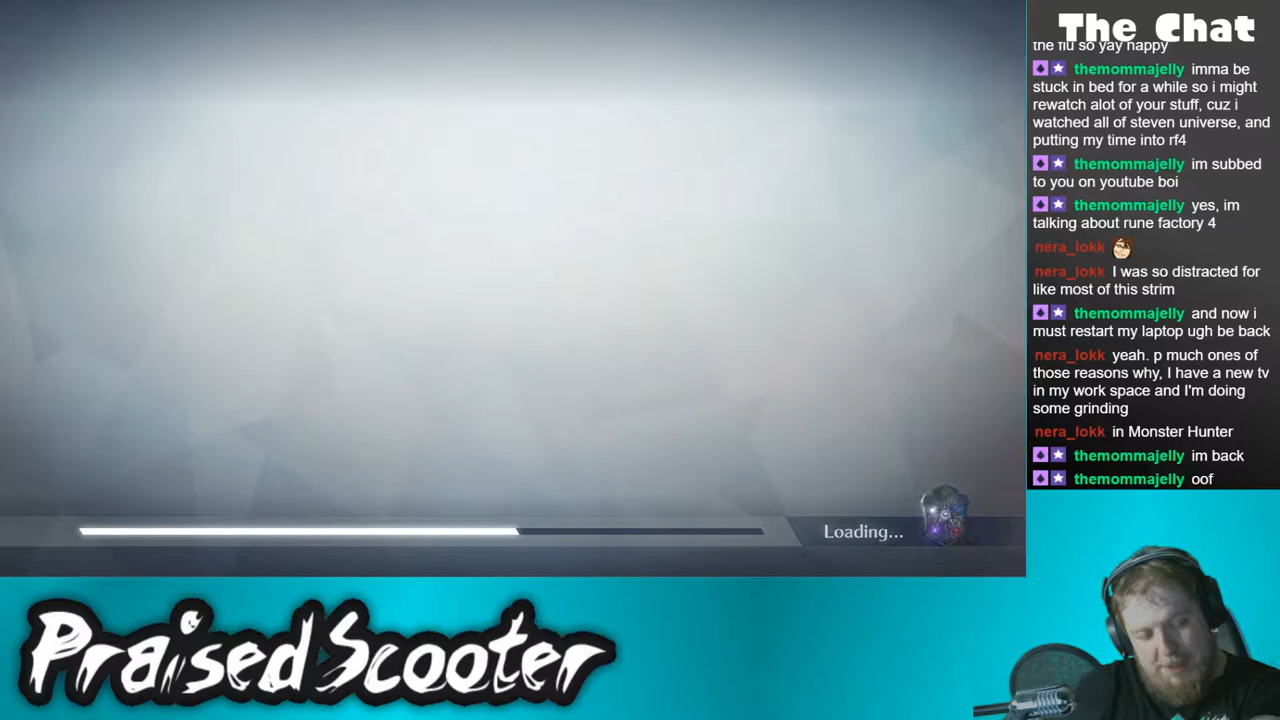 The Chat
the flu so yay happy
themommajelly imma be
stuck in bed for a while so i might
rewatch alot of your stuff, cuz i
watched all of steven universe, and
putting my time into rf4
themommajelly im subbed
to you on youtube boi
themommajelly yes, im
talking about rune factory 4
nera_lokk
nera_lokk I was so distracted for
like most of this strim
themommajelly and now i
must restart my laptop ugh be back
nera_lokk yeah. p much ones of
those reasons why, I have a new tv
in my work space and I'm doing
some grinding
nera_lokk in Monster Hunter
themommajelly im back
themommajelly oof
Loading...
PraisedScooter